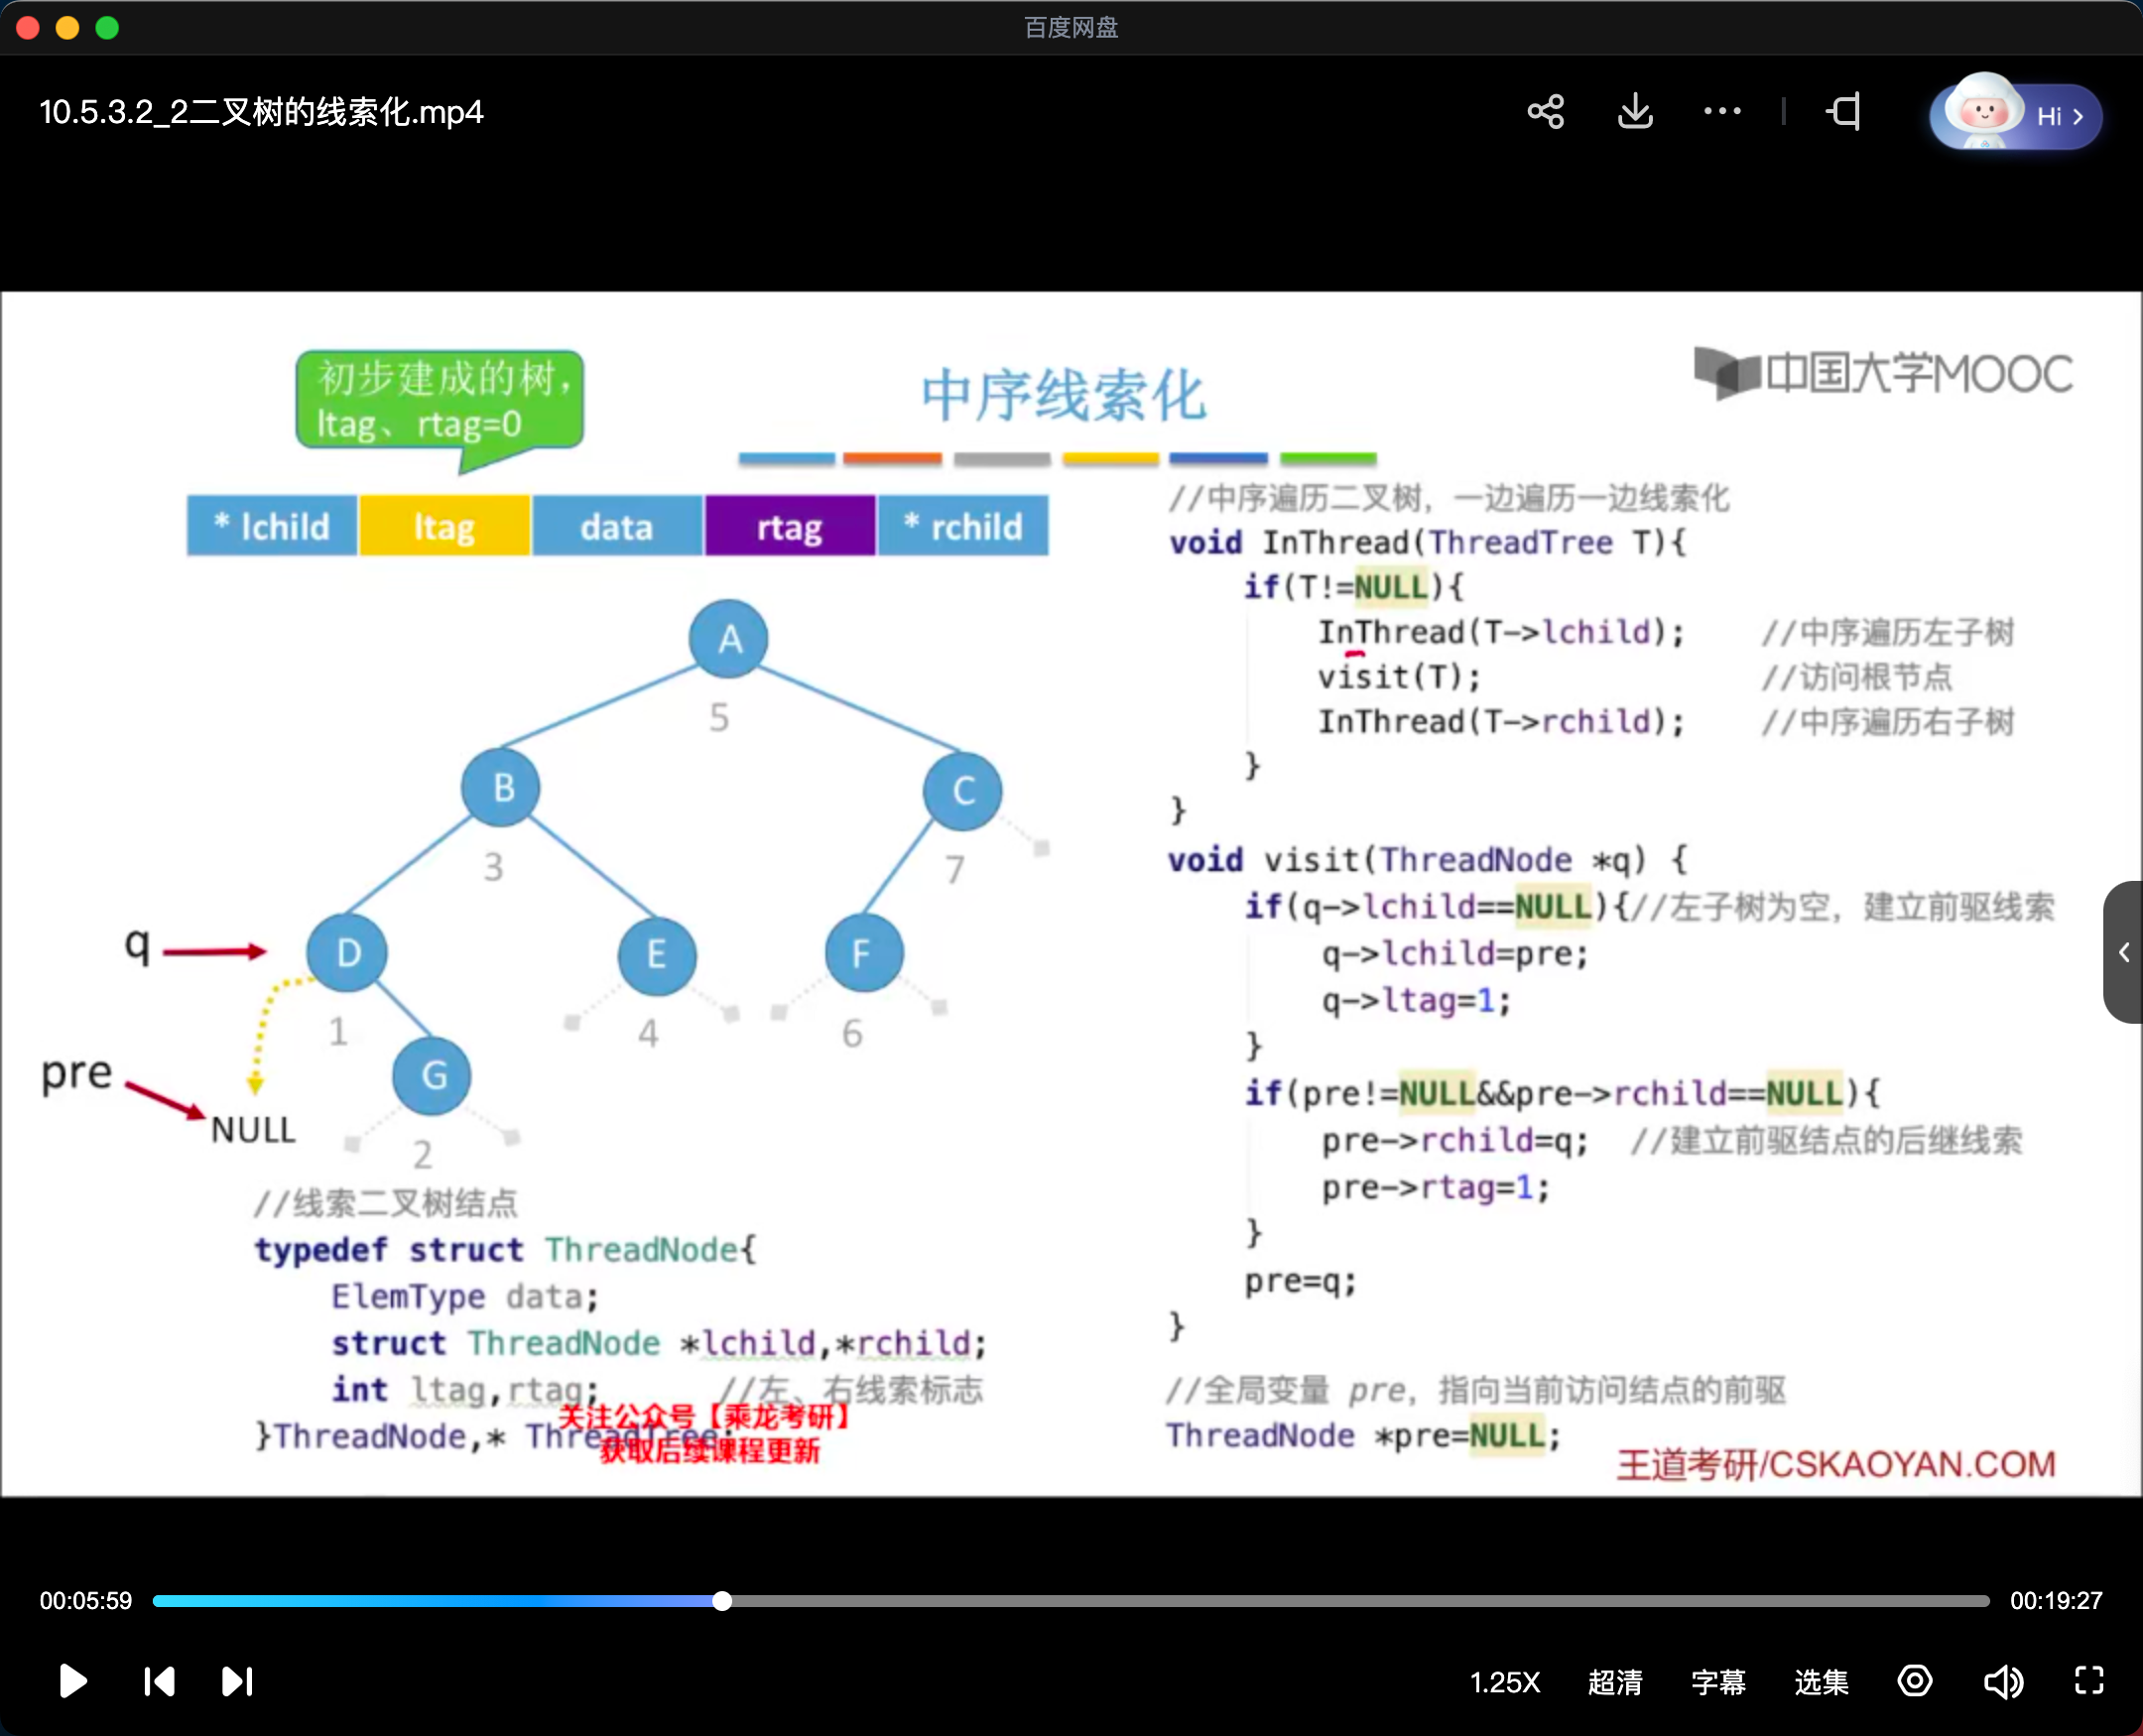 百度网盘
10.5.3.2_2二叉树的线索化.mp4
Hi
初步建成的树，
ltag、rtag=0
中序线索化
中国大学MOOC
* lchild ltag data rtag * rchild
A
5
B
C
3
7
q
D
E
F
1
4
6
pre
G
NULL
2
//线索二叉树结点
typedef struct ThreadNode{
ElemType data;
struct ThreadNode *lchild,*rchild;
int ltag,rtag; //左、右线索标志
}ThreadNode,* ThreadTree;
关注公众号【乘龙考研】
获取后续课程更新
//中序遍历二叉树，一边遍历一边线索化
void InThread(ThreadTree T){
if(T!=NULL){
InThread(T->lchild); //中序遍历左子树
visit(T); //访问根节点
InThread(T->rchild); //中序遍历右子树
}
}
void visit(ThreadNode *q) {
if(q->lchild==NULL){//左子树为空，建立前驱线索
q->lchild=pre;
q->ltag=1;
}
if(pre!=NULL&&pre->rchild==NULL){
pre->rchild=q; //建立前驱结点的后继线索
pre->rtag=1;
}
pre=q;
}
//全局变量 pre，指向当前访问结点的前驱
ThreadNode *pre=NULL;
王道考研/CSKAOYAN.COM
00:05:59
00:19:27
1.25X 超清 字幕 选集